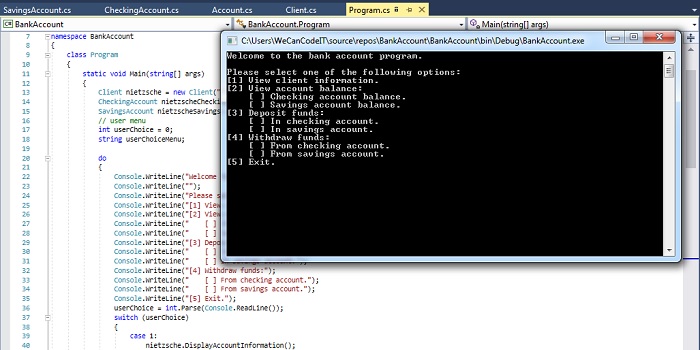 SavingsAccount.cs CheckingAccount.cs Account.cs Client.cs Program.cs
BankAccount BankAccount.Program Main(string[] args)
C:\Users\WeCanCodeIT\source\repos\BankAccount\BankAccount\bin\Debug\BankAccount.exe
Welcome to the bank account program.
Please select one of the following options:
[1] View client information.
[2] View account balance:
[ ] Checking account balance.
[ ] Savings account balance.
[3] Deposit funds:
[ ] In checking account.
[ ] In savings account.
[4] Withdraw funds:
[ ] From checking account.
[ ] From savings account.
[5] Exit.
7 namespace BankAccount
8 {
9 class Program
10 {
11 static void Main(string[] args)
12 {
13 Client nietzsche = new Client("
14 CheckingAccount nietzscheChecki
15 SavingsAccount nietzscheSavings
16 // user menu
17 int userChoice = 0;
18 string userChoiceMenu;
19
20 do
21 {
22 Console.WriteLine("Welcome
23 Console.WriteLine("");
24 Console.WriteLine("Please s
25 Console.WriteLine("[1] View
26 Console.WriteLine("[2] View
27 Console.WriteLine(" [ ]
28 Console.WriteLine(" [ ]
29 Console.WriteLine("[3] Depo
30 Console.WriteLine(" [ ]
31 Console.WriteLine(" [ ]
32 Console.WriteLine("[4] Withdraw funds:");
33 Console.WriteLine(" [ ] From checking account.");
34 Console.WriteLine(" [ ] From savings account.");
35 Console.WriteLine("[5] Exit.");
36 userChoice = int.Parse(Console.ReadLine());
37 switch (userChoice)
38 {
39 case 1:
40 nietzsche.DisplayAccountInformation();